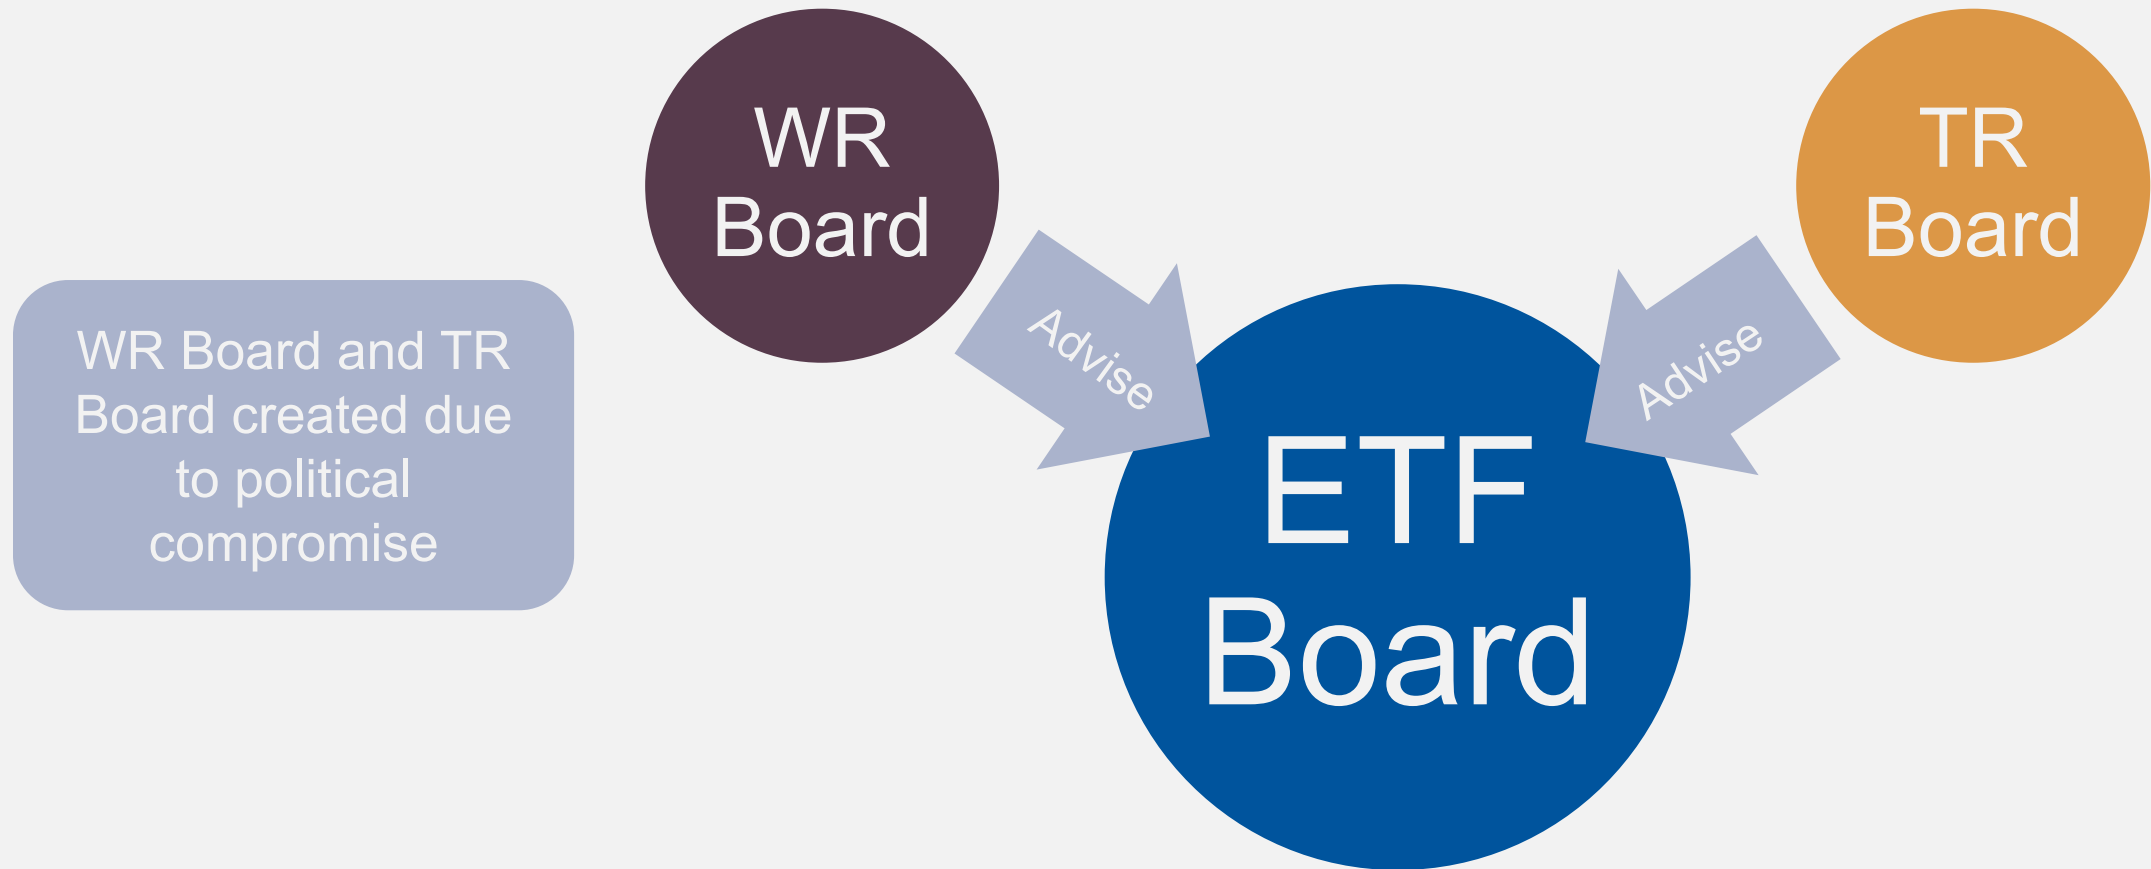 WR
Board
TR
Board
WR Board and TR
Board created due
to political
compromise
Advise
Advise
ETF
Board